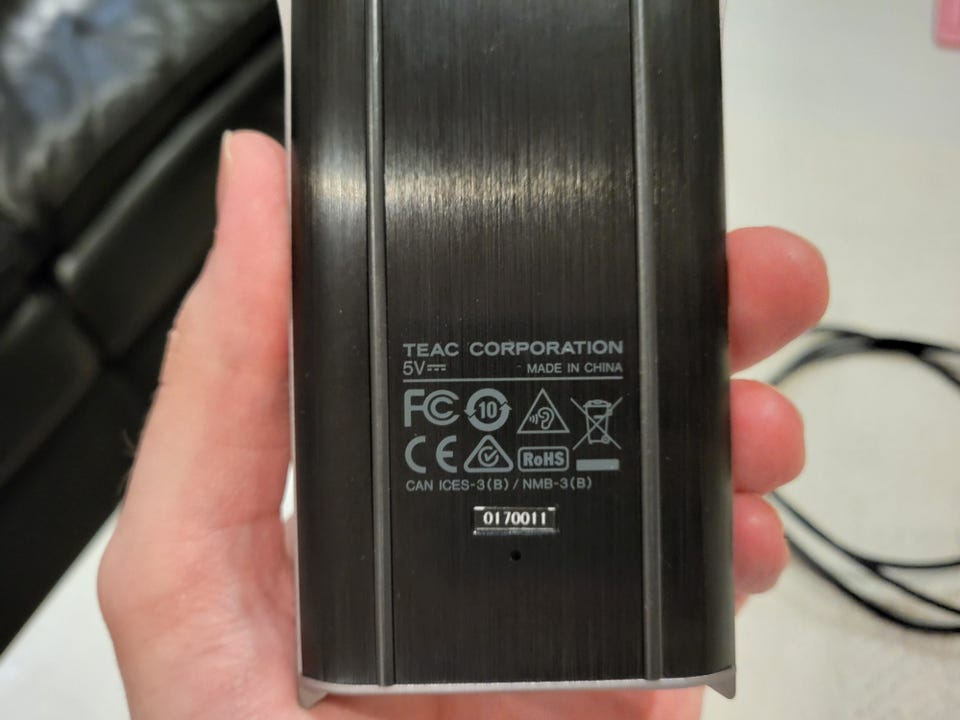 TEAC CORPORATION
5V MADE IN CHINA
FC 10
CE RoHS
CAN ICES-3(B) / NMB-3(B)
0170011